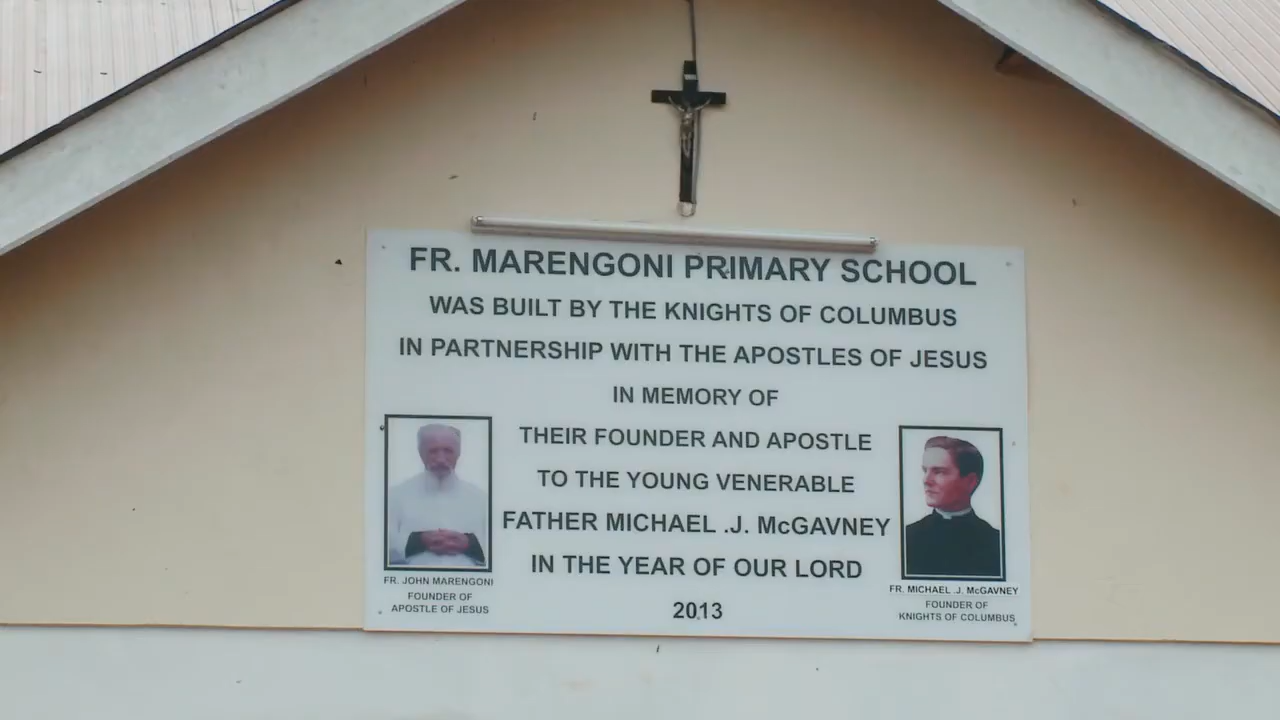 FR. MARENGONI PRIMARY SCHOOL
WAS BUILT BY THE KNIGHTS OF COLUMBUS
IN PARTNERSHIP WITH THE APOSTLES OF JESUS
IN MEMORY OF
THEIR FOUNDER AND APOSTLE
TO THE YOUNG VENERABLE
FATHER MICHAEL .J. McGAVNEY
IN THE YEAR OF OUR LORD
2013
FR. JOHN MARENGONI
FOUNDER OF
APOSTLE OF JESUS
FR. MICHAEL .J. McGAVNEY
FOUNDER OF
KNIGHTS OF COLUMBUS